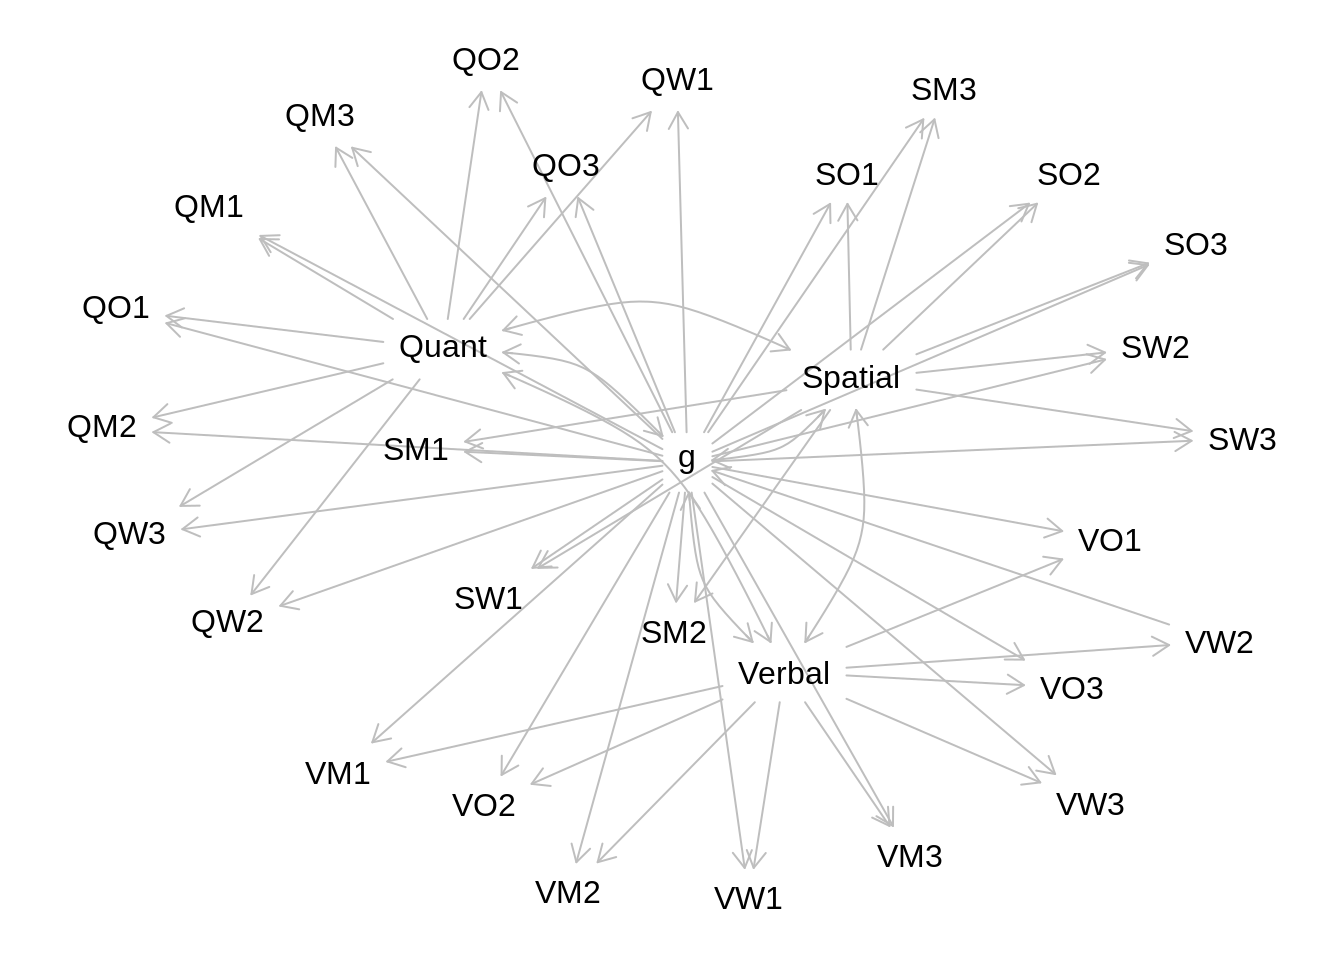 QO2
QW1
SM3
QM3
QO3
SO1
SO2
QM1
SO3
QO1
Quant
SW2
Spatial
QM2
SM1
g
SW3
QW3
VO1
SW1
QW2
SM2
VW2
Verbal
VO3
VM1
VO2
VW3
VM3
VM2
VW1